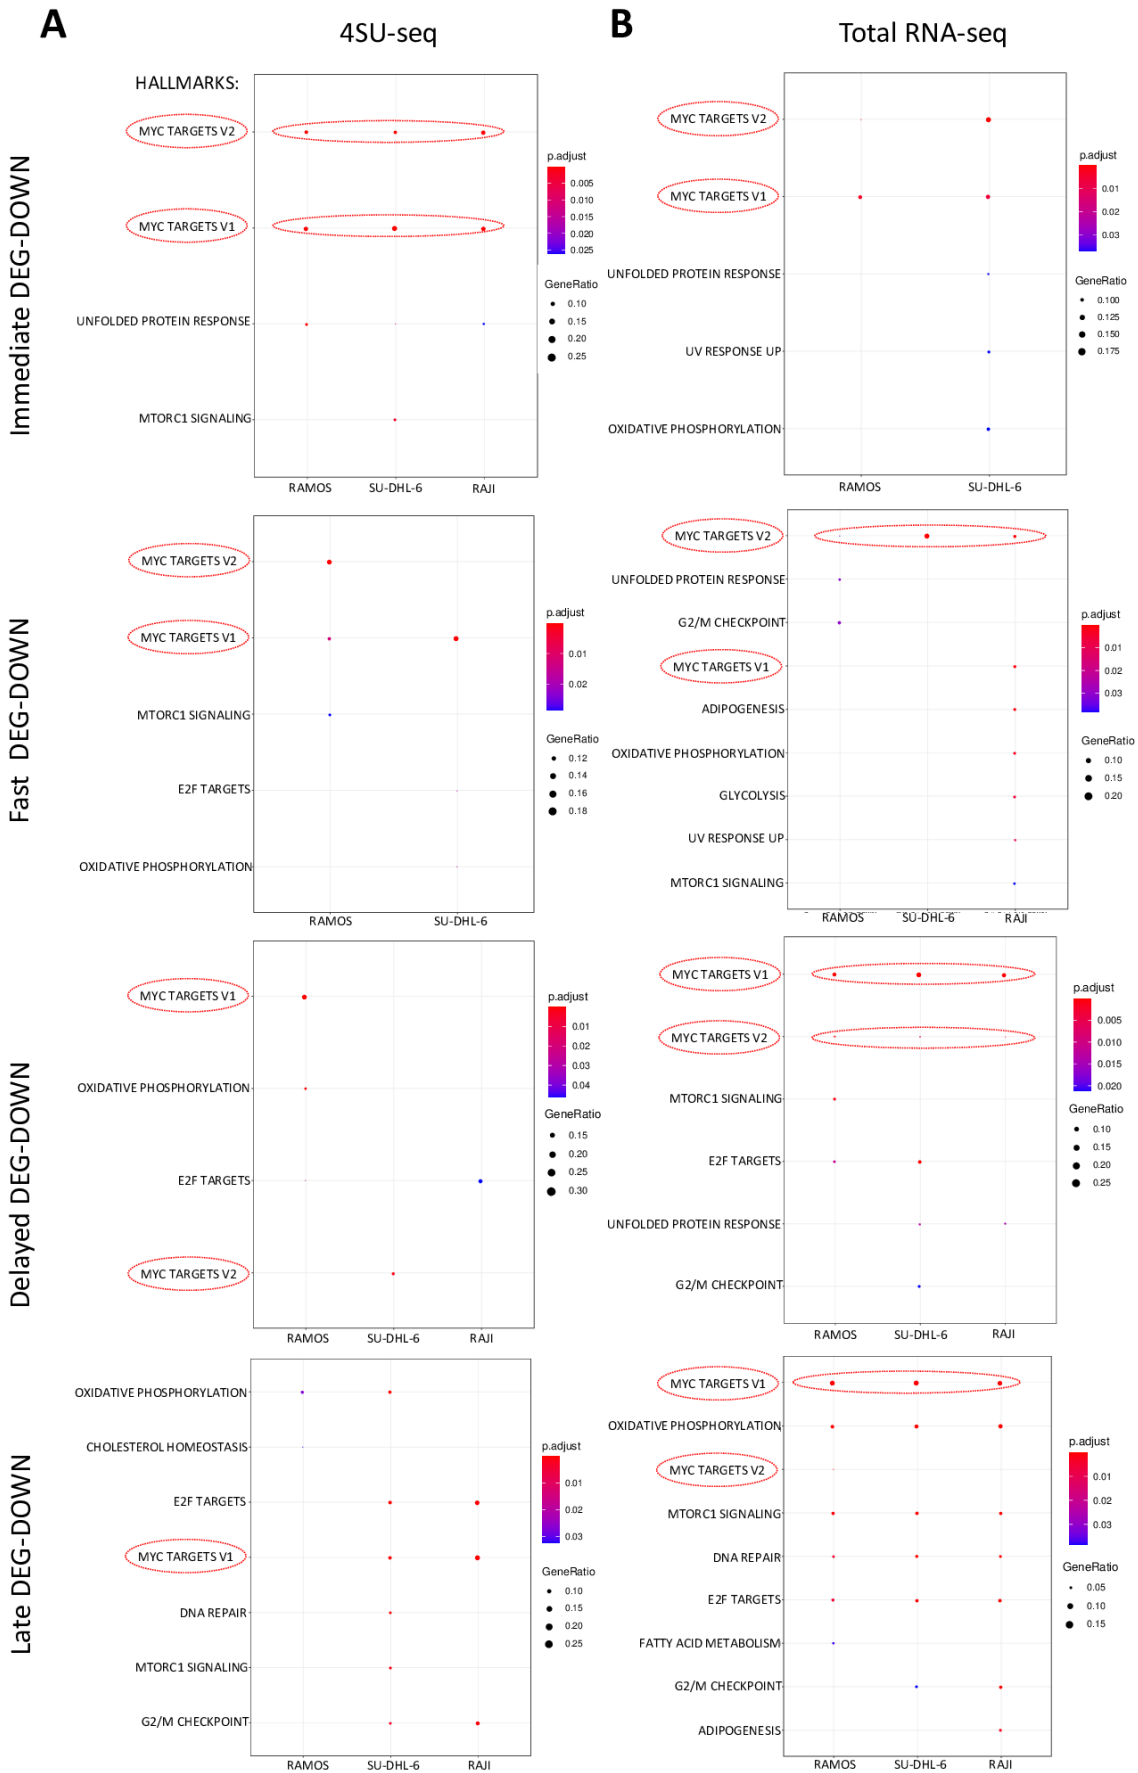 A
4SU-seq
B
Total RNA-seq
Immediate DEG-DOWN
HALLMARKS:
MYC TARGETS V2
MYC TARGETS V1
UNFOLDED PROTEIN RESPONSE
MTORC1 SIGNALING
RAMOS SU-DHL-6 RAJI
p.adjust
0.005
0.010
0.015
0.020
0.025
GeneRatio
0.10
0.15
0.20
0.25
MYC TARGETS V2
MYC TARGETS V1
UNFOLDED PROTEIN RESPONSE
UV RESPONSE UP
OXIDATIVE PHOSPHORYLATION
RAMOS SU-DHL-6
p.adjust
0.01
0.02
0.03
GeneRatio
0.100
0.125
0.150
0.175
Fast DEG-DOWN
MYC TARGETS V2
MYC TARGETS V1
MTORC1 SIGNALING
E2F TARGETS
OXIDATIVE PHOSPHORYLATION
RAMOS SU-DHL-6
p.adjust
0.01
0.02
GeneRatio
0.12
0.14
0.16
0.18
MYC TARGETS V2
UNFOLDED PROTEIN RESPONSE
G2/M CHECKPOINT
MYC TARGETS V1
ADIPOGENESIS
OXIDATIVE PHOSPHORYLATION
GLYCOLYSIS
UV RESPONSE UP
MTORC1 SIGNALING
RAMOS SU-DHL-6 RAJI
p.adjust
0.01
0.02
0.03
GeneRatio
0.10
0.15
0.20
Delayed DEG-DOWN
MYC TARGETS V1
OXIDATIVE PHOSPHORYLATION
E2F TARGETS
MYC TARGETS V2
RAMOS SU-DHL-6 RAJI
p.adjust
0.01
0.02
0.03
0.04
GeneRatio
0.15
0.20
0.25
0.30
MYC TARGETS V1
MYC TARGETS V2
MTORC1 SIGNALING
E2F TARGETS
UNFOLDED PROTEIN RESPONSE
G2/M CHECKPOINT
RAMOS SU-DHL-6 RAJI
p.adjust
0.005
0.010
0.015
0.020
GeneRatio
0.10
0.15
0.20
0.25
Late DEG-DOWN
OXIDATIVE PHOSPHORYLATION
CHOLESTEROL HOMEOSTASIS
E2F TARGETS
MYC TARGETS V1
DNA REPAIR
MTORC1 SIGNALING
G2/M CHECKPOINT
RAMOS SU-DHL-6 RAJI
p.adjust
0.01
0.02
0.03
GeneRatio
0.10
0.15
0.20
0.25
MYC TARGETS V1
OXIDATIVE PHOSPHORYLATION
MYC TARGETS V2
MTORC1 SIGNALING
DNA REPAIR
E2F TARGETS
FATTY ACID METABOLISM
G2/M CHECKPOINT
ADIPOGENESIS
RAMOS SU-DHL-6 RAJI
p.adjust
0.01
0.02
0.03
GeneRatio
0.05
0.10
0.15